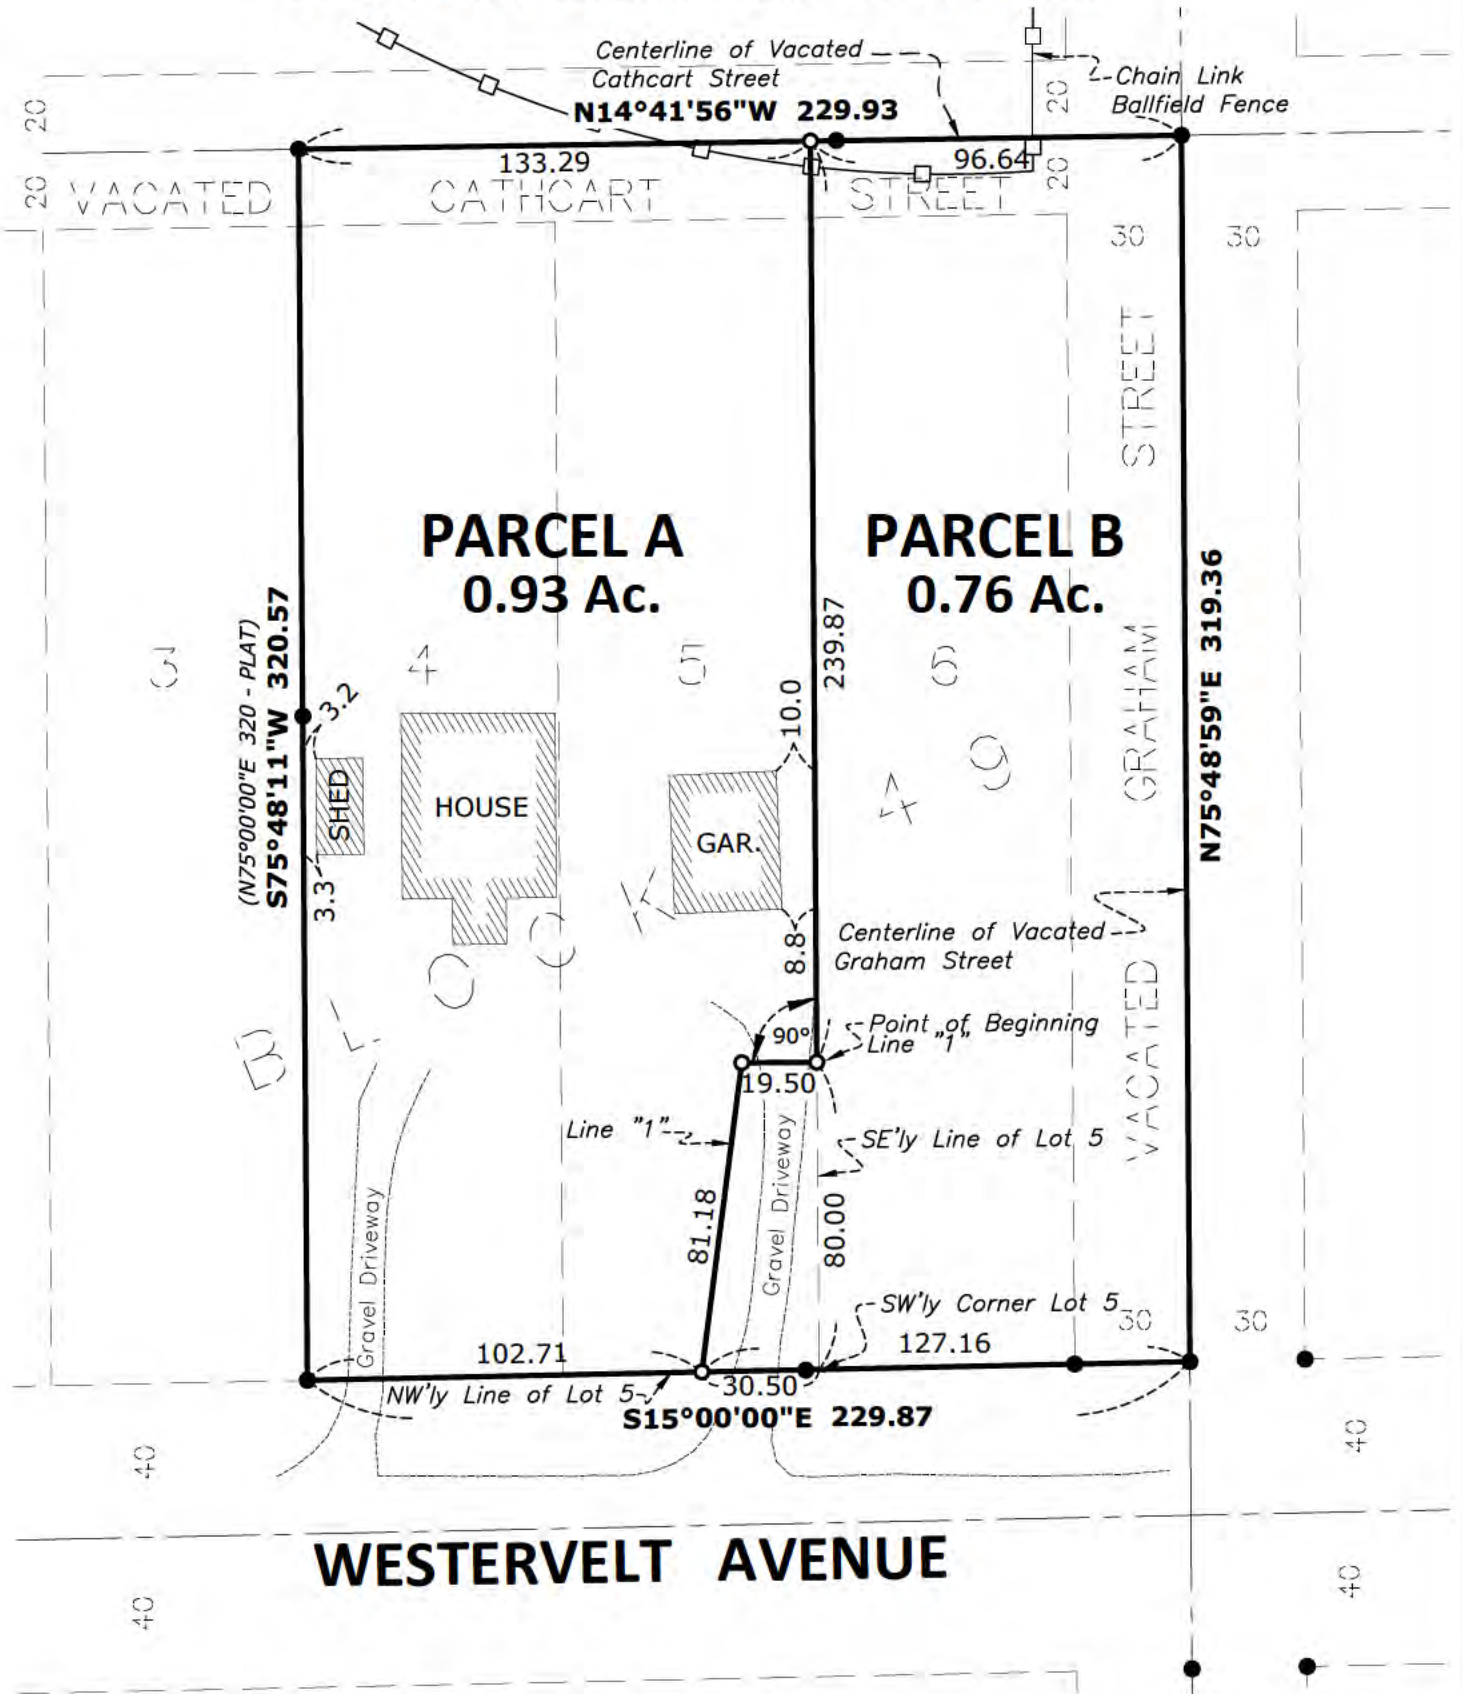 Centerline of Vacated
Cathcart Street
N14°41'56"W 229.93
Chain Link
Ballfield Fence
20
20
20
20
133.29
96.64
VACATED CATHCART STREET
30
30
PARCEL A
0.93 Ac.
PARCEL B
0.76 Ac.
(N75°00'00"E 320 - PLAT)
S75°48'11"W 320.57
239.87
N75°48'59"E 319.36
VACATED GRAHAM STREET
3
4
5
6
3.2
10.0
SHED
HOUSE
GAR.
3.3
8.8
BLOCK 49
Centerline of Vacated
Graham Street
90°
Point of Beginning
Line "1"
19.50
Line "1"
SE'ly Line of Lot 5
81.18
80.00
Gravel Driveway
Gravel Driveway
SW'ly Corner Lot 5
30
30
102.71
127.16
NW'ly Line of Lot 5
30.50
S15°00'00"E 229.87
40
40
WESTERVELT AVENUE
40
40